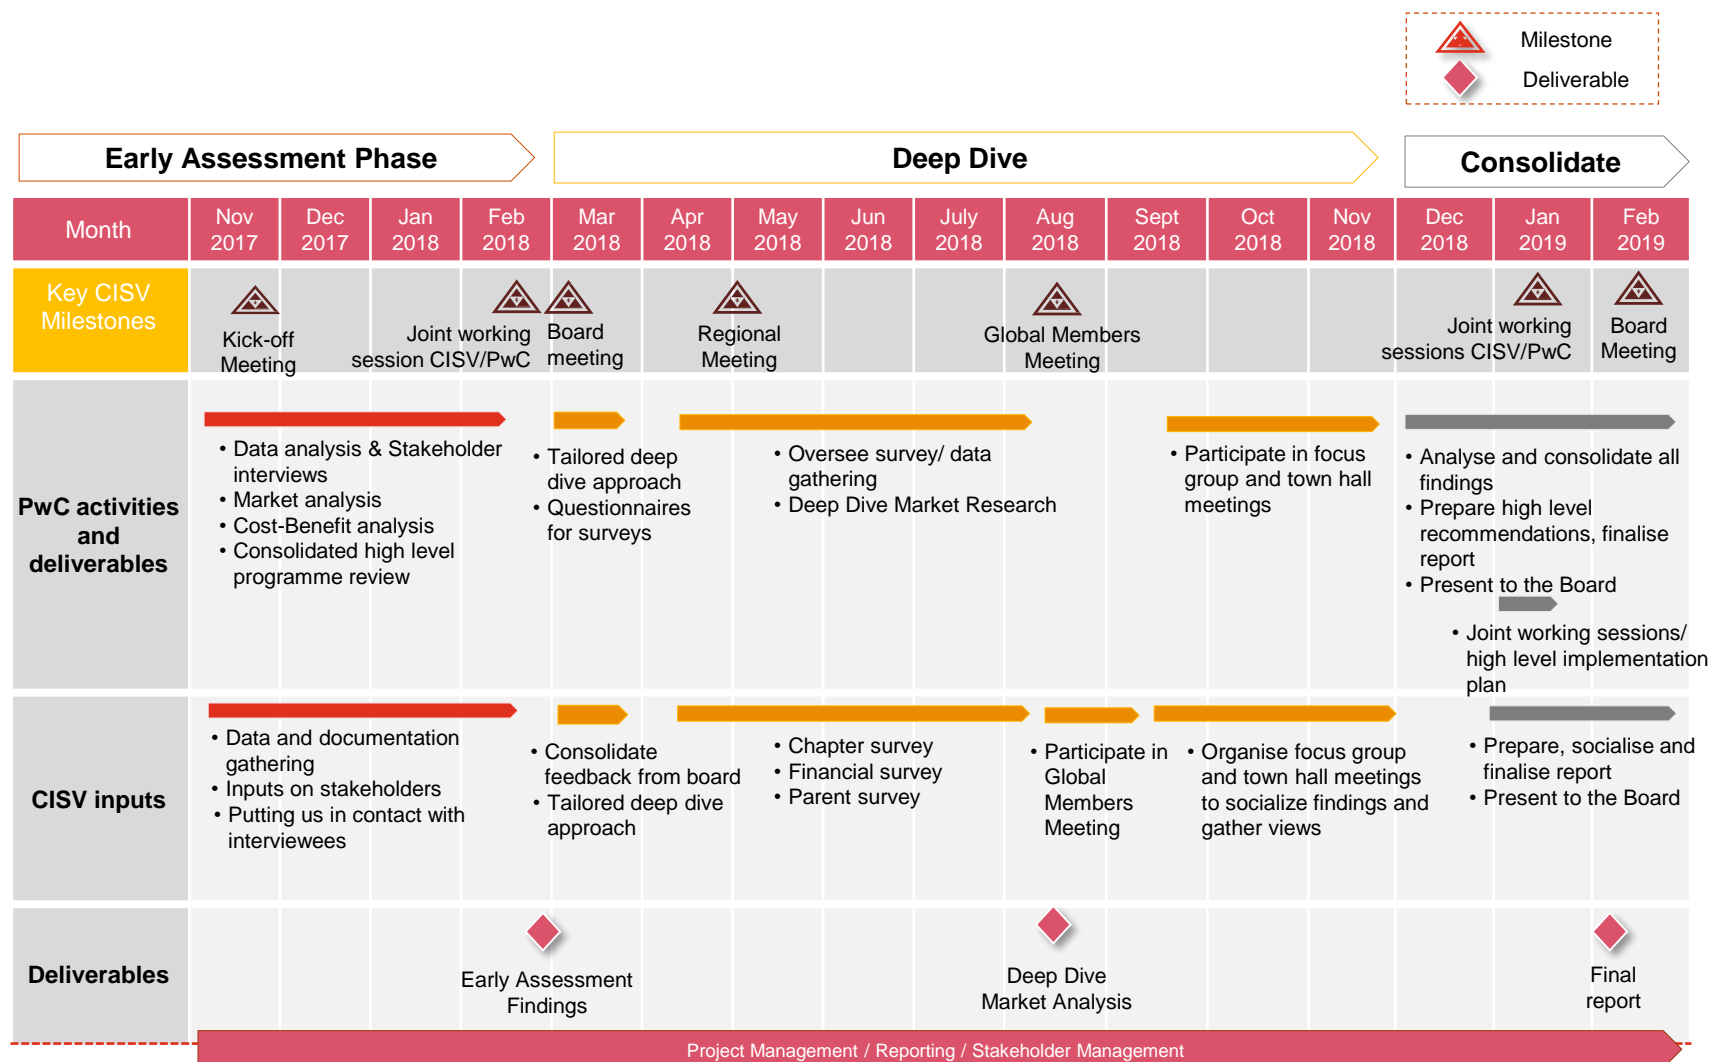 Milestone
Deliverable
Early Assessment Phase
Deep Dive
Consolidate
Month
Nov
2017
Dec
2017
Jan
2018
Feb
2018
Mar
2018
Apr
2018
May
2018
Jun
2018
July
2018
Aug
2018
Sept
2018
Oct
2018
Nov
2018
Dec
2018
Jan
2019
Feb
2019
Key CISV
Milestones
Kick-off
Meeting
Joint working
session CISV/PwC
Board
meeting
Regional
Meeting
Global Members
Meeting
Joint working
sessions CISV/PwC
Board
Meeting
PwC activities
and
deliverables
• Data analysis & Stakeholder
interviews
• Market analysis
• Cost-Benefit analysis
• Consolidated high level
programme review
• Tailored deep
dive approach
• Questionnaires
for surveys
• Oversee survey/ data
gathering
• Deep Dive Market Research
• Participate in focus
group and town hall
meetings
• Analyse and consolidate all
findings
• Prepare high level
recommendations, finalise
report
• Present to the Board
• Joint working sessions/
high level implementation
plan
CISV inputs
• Data and documentation
gathering
• Inputs on stakeholders
• Putting us in contact with
interviewees
• Consolidate
feedback from board
• Tailored deep dive
approach
• Chapter survey
• Financial survey
• Parent survey
• Participate in
Global
Members
Meeting
• Organise focus group
and town hall meetings
to socialize findings and
gather views
• Prepare, socialise and
finalise report
• Present to the Board
Deliverables
Early Assessment
Findings
Deep Dive
Market Analysis
Final
report
Project Management / Reporting / Stakeholder Management